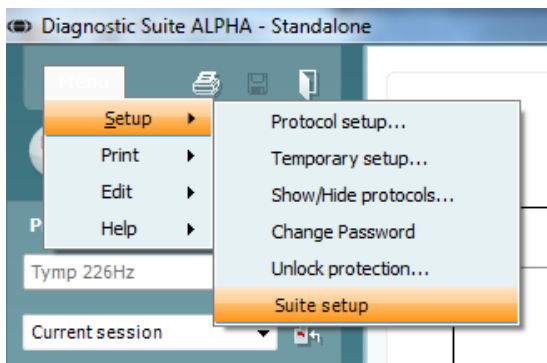 Diagnostic Suite ALPHA - Standalone
Menu
Setup
Print
Edit
Help
Protocol setup...
Temporary setup...
Show/Hide protocols...
Change Password
Unlock protection...
Suite setup
P
Tymp 226Hz
Current session